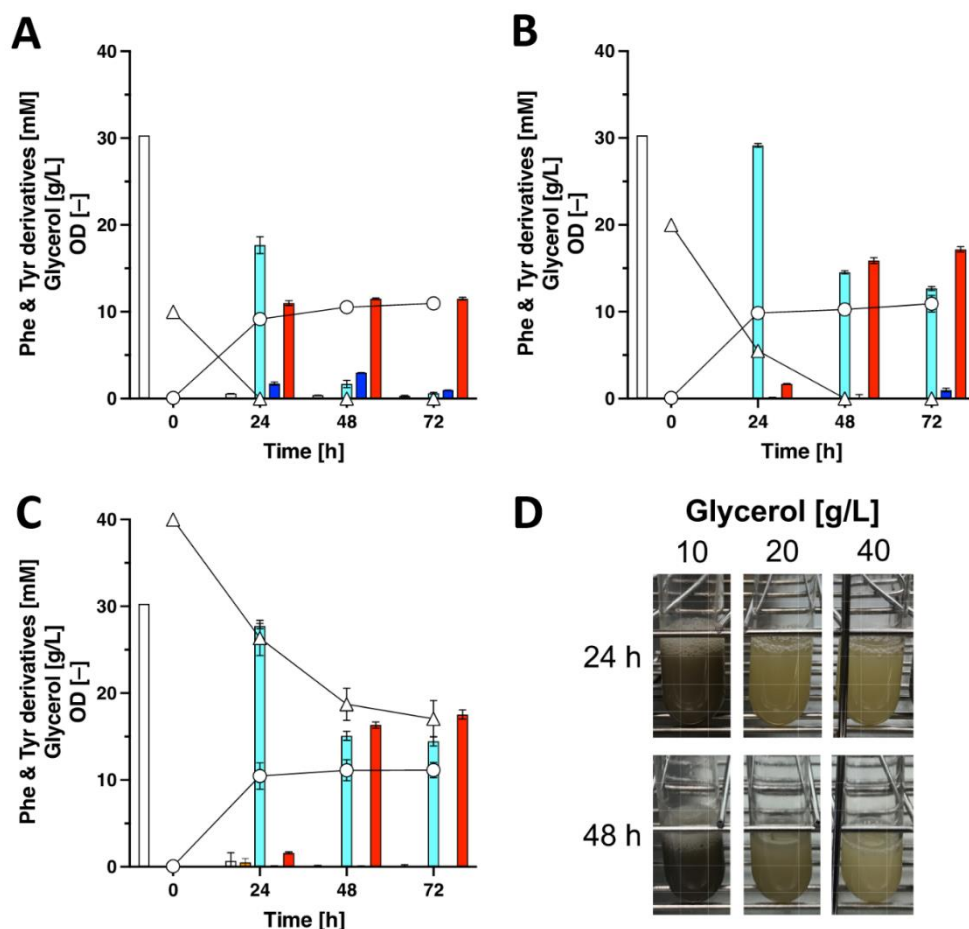 A
Phe & Tyr derivatives [mM]
Glycerol [g/L]
OD [–]
40
30
20
10
0
0 24 48 72
Time [h]
B
Phe & Tyr derivatives [mM]
Glycerol [g/L]
OD [–]
40
30
20
10
0
0 24 48 72
Time [h]
C
Phe & Tyr derivatives [mM]
Glycerol [g/L]
OD [–]
40
30
20
10
0
0 24 48 72
Time [h]
D
Glycerol [g/L]
10 20 40
24 h
48 h